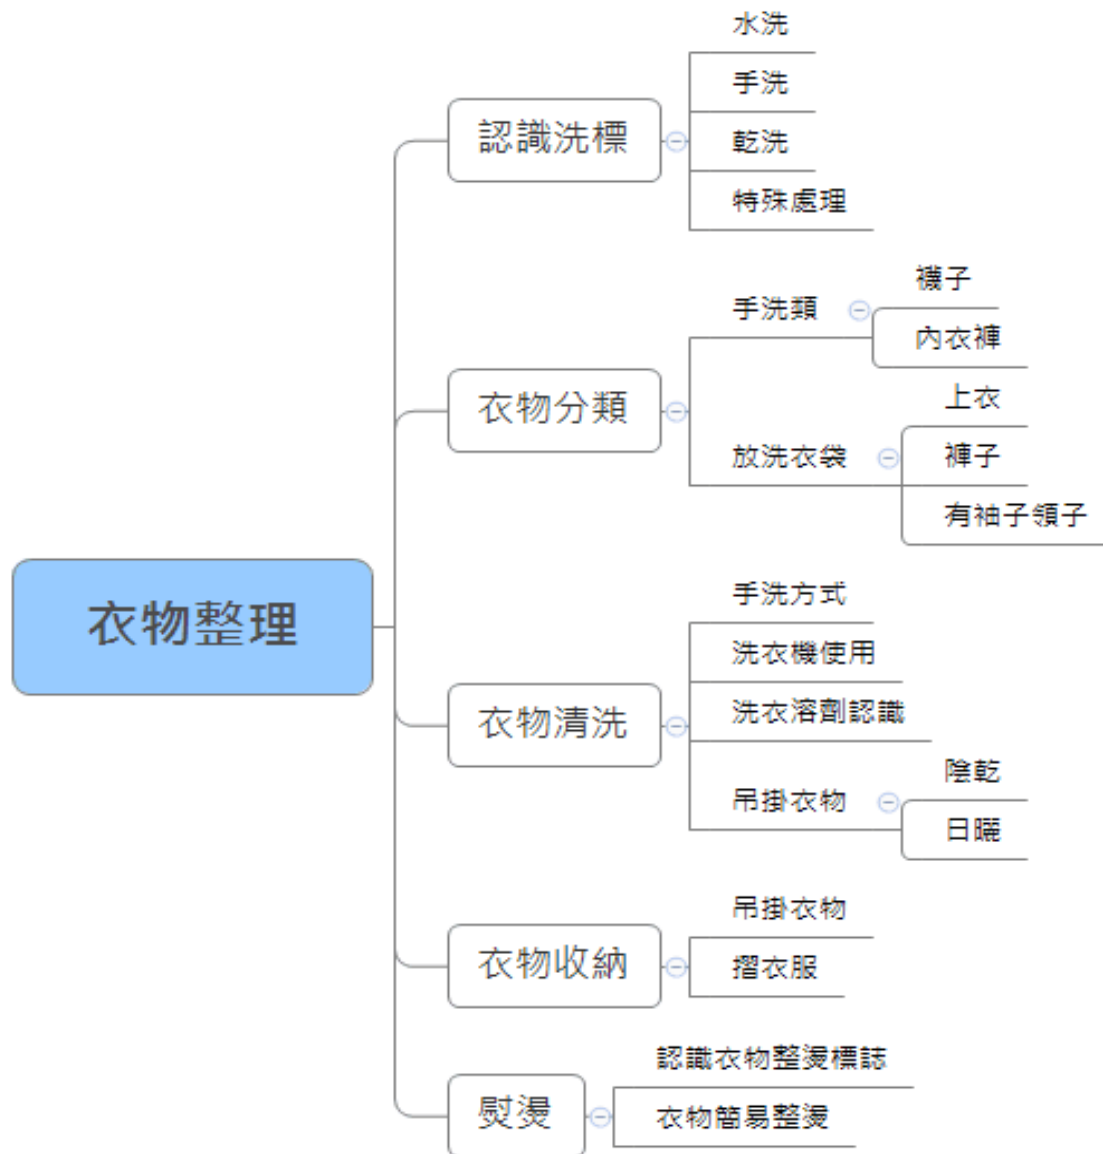 衣物整理
認識洗標
水洗
手洗
乾洗
特殊處理
衣物分類
手洗類
襪子
內衣褲
放洗衣袋
上衣
褲子
有袖子領子
衣物清洗
手洗方式
洗衣機使用
洗衣溶劑認識
吊掛衣物
陰乾
日曬
衣物收納
吊掛衣物
摺衣服
熨燙
認識衣物整燙標誌
衣物簡易整燙